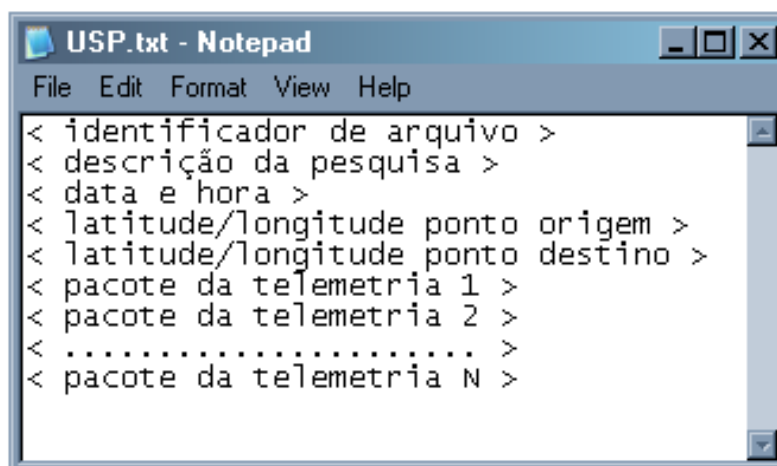 USP.txt - Notepad
File Edit Format View Help
< identificador de arquivo >
< descrição da pesquisa >
< data e hora >
< latitude/longitude ponto origem >
< latitude/longitude ponto destino >
< pacote da telemetria 1 >
< pacote da telemetria 2 >
< ....................... >
< pacote da telemetria N >